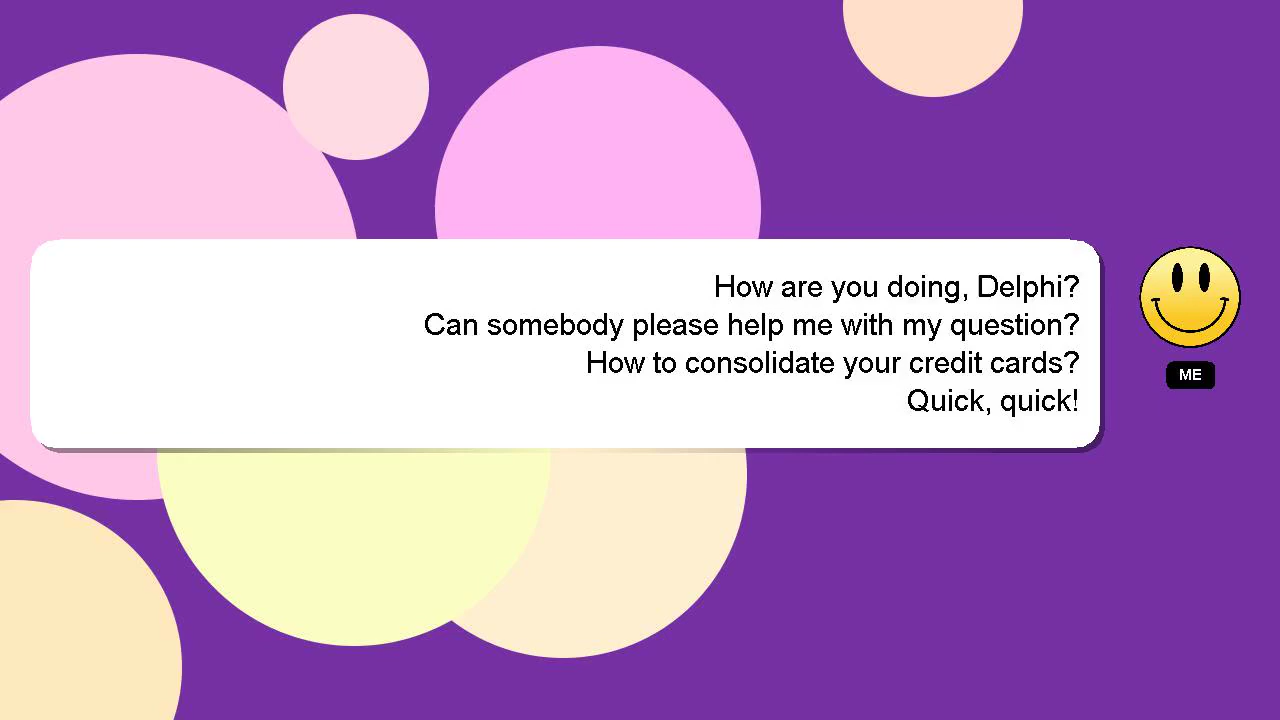 How are you doing, Delphi?
Can somebody please help me with my question?
How to consolidate your credit cards?
Quick, quick!
ME